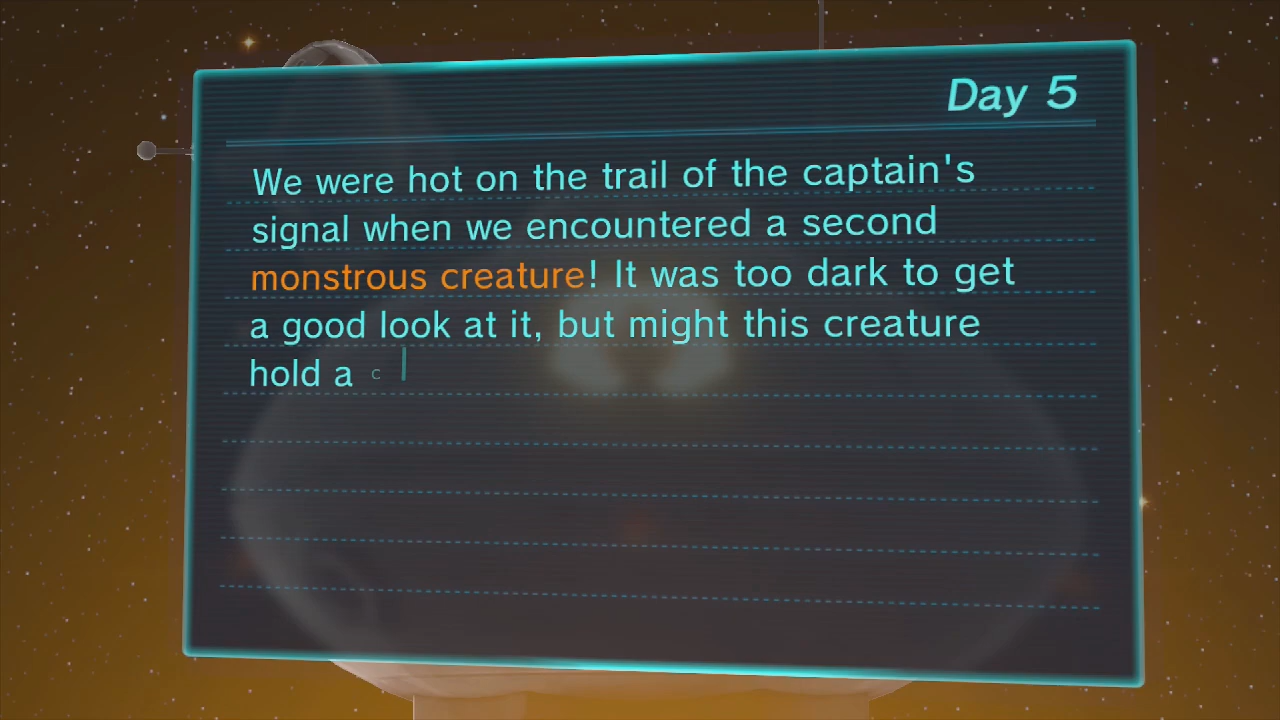 Day 5
We were hot on the trail of the captain's
signal when we encountered a second
monstrous creature! It was too dark to get
a good look at it, but might this creature
hold a c